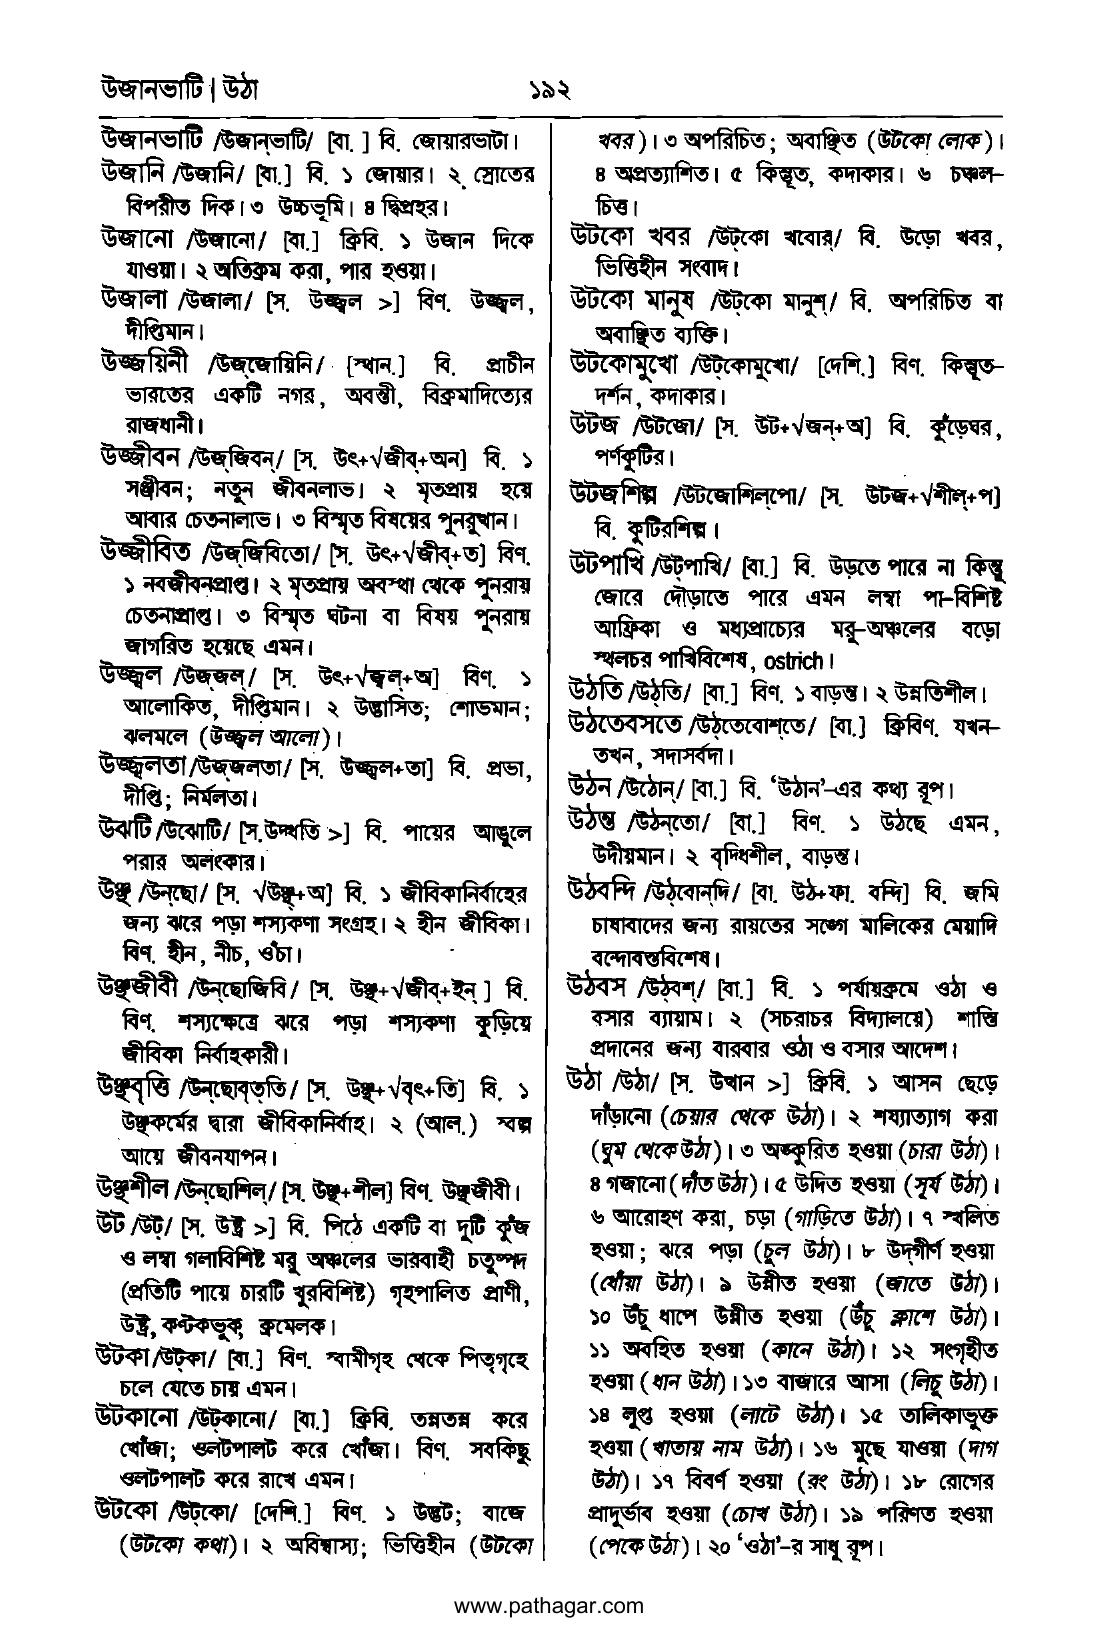 উজানভাটি | উঠা
১৯২
উজানভাটি /উজান্‌ভাটি/ [বা. ] বি. জোয়ারভাটা।
উজানি /উজানি/ [বা.] বি. ১ জোয়ার। ২ স্রোতের
বিপরীত দিক। ৩ উচ্চভূমি। ৪ দ্বিপ্রহর।
উজানো /উজানো/ [বা.] ক্রিবি. ১ উজান দিকে
যাওয়া। ২ অতিক্রম করা, পার হওয়া।
উজালা /উজালা/ [স. উজ্জ্বল >] বিণ. উজ্জ্বল,
দীপ্তিমান।
উজ্জয়িনী /উজ্‌জোয়িনি/ [স্থান.] বি. প্রাচীন
ভারতের একটি নগর, অবন্তী, বিক্রমাদিত্যের
রাজধানী।
উজ্জীবন /উজ্‌জিবন্/ [স. উৎ+√জীব্+অন] বি. ১
সঞ্জীবন; নতুন জীবনলাভ। ২ মৃতপ্রায় হয়ে
আবার চেতনালাভ। ৩ বিস্মৃত বিষয়ের পুনরুত্থান।
উজ্জীবিত /উজ্‌জিবিতো/ [স. উৎ+√জীব্+ত] বিণ.
১ নবজীবনপ্রাপ্ত। ২ মৃতপ্রায় অবস্থা থেকে পুনরায়
চেতনাপ্রাপ্ত। ৩ বিস্মৃত ঘটনা বা বিষয় পুনরায়
জাগরিত হয়েছে এমন।
উজ্জ্বল /উজ্‌জল্/ [স. উৎ+√জ্বল্+অ] বিণ. ১
আলোকিত, দীপ্তিমান। ২ উদ্ভাসিত; শোভমান;
ঝলমলে (উজ্জ্বল আলো)।
উজ্জ্বলতা /উজ্‌জলতা/ [স. উজ্জ্বল+তা] বি. প্রভা,
দীপ্তি; নির্মলতা।
উঝটি /উঝোটি/ [স.উদ্ধতি >] বি. পায়ের আঙুলে
পরার অলংকার।
উঞ্ছ /উন্‌ছো/ [স. √উঞ্ছ্+অ] বি. ১ জীবিকানির্বাহের
জন্য ঝরে পড়া শস্যকণা সংগ্রহ। ২ হীন জীবিকা।
বিণ. হীন, নীচ, ওঁচা।
উঞ্ছজীবী /উন্‌ছোজিবি/ [স. উঞ্ছ+√জীব্+ইন্ ] বি.
বিণ. শস্যক্ষেত্রে ঝরে পড়া শস্যকণা কুড়িয়ে
জীবিকা নির্বাহকারী।
উঞ্ছবৃত্তি /উন্‌ছোবৃত্‌তি/ [স. উঞ্ছ+√বৃৎ+তি] বি. ১
উঞ্ছকর্মের দ্বারা জীবিকানির্বাহ। ২ (আল.) স্বল্প
আয়ে জীবনযাপন।
উঞ্ছশীল /উন্‌ছোশিল্/ [স. উঞ্ছ+শীল] বিণ. উঞ্ছজীবী।
উট /উট্/ [স. উষ্ট্র >] বি. পিঠে একটি বা দুটি কুঁজ
ও লম্বা গলাবিশিষ্ট মরু অঞ্চলের ভারবাহী চতুষ্পদ
(প্রতিটি পায়ে চারটি খুরবিশিষ্ট) গৃহপালিত প্রাণী,
উষ্ট্র, কণ্টকভুক্, ক্রমেলক।
উটকা /উট্‌কা/ [বা.] বিণ. স্বামীগৃহ থেকে পিতৃগৃহে
চলে যেতে চায় এমন।
উটকানো /উট্‌কানো/ [বা.] ক্রিবি. তন্নতন্ন করে
খোঁজা; ওলটপালট করে খোঁজা। বিণ. সবকিছু
ওলটপালট করে রাখে এমন।
উটকো /উট্‌কো/ [দেশি.] বিণ. ১ উদ্ভট; বাজে
(উটকো কথা)। ২ অবিশ্বাস্য; ভিত্তিহীন (উটকো
খবর)। ৩ অপরিচিত; অবাঞ্ছিত (উটকো লোক)।
৪ অপ্রত্যাশিত। ৫ কিম্ভূত, কদাকার। ৬ চঞ্চল-
চিত্ত।
উটকো খবর /উট্‌কো খবোর্/ বি. উড়ো খবর,
ভিত্তিহীন সংবাদ।
উটকো মানুষ /উট্‌কো মানুশ্/ বি. অপরিচিত বা
অবাঞ্ছিত ব্যক্তি।
উটকোমুখো /উট্‌কোমুখো/ [দেশি.] বিণ. কিম্ভূত-
দর্শন, কদাকার।
উটজ /উটজো/ [স. উট+√জন্+অ] বি. কুঁড়েঘর,
পর্ণকুটির।
উটজশিল্প /উটজোশিল্‌পো/ [স. উটজ+√শীল্+প]
বি. কুটিরশিল্প।
উটপাখি /উট্‌পাখি/ [বা.] বি. উড়তে পারে না কিন্তু
জোরে দৌড়াতে পারে এমন লম্বা পা-বিশিষ্ট
আফ্রিকা ও মধ্যপ্রাচ্যের মরু-অঞ্চলের বড়ো
স্থলচর পাখিবিশেষ, ostrich।
উঠতি /উঠ্‌তি/ [বা.] বিণ. ১ বাড়ন্ত। ২ উন্নতিশীল।
উঠতেবসতে /উঠ্‌তেবোশ্‌তে/ [বা.] ক্রিবিণ. যখন-
তখন, সদাসর্বদা।
উঠন /উঠোন্/ [বা.] বি. ‘উঠান’-এর কথ্য রূপ।
উঠন্ত /উঠন্‌তো/ [বা.] বিণ. ১ উঠছে এমন,
উদীয়মান। ২ বৃদ্ধিশীল, বাড়ন্ত।
উঠবন্দি /উঠ্‌বোন্‌দি/ [বা. উঠ+ফা. বন্দি] বি. জমি
চাষাবাদের জন্য রায়তের সঙ্গে মালিকের মেয়াদি
বন্দোবস্তবিশেষ।
উঠবস /উঠ্‌বশ্/ [বা.] বি. ১ পর্যায়ক্রমে ওঠা ও
বসার ব্যায়াম। ২ (সচরাচর বিদ্যালয়ে) শাস্তি
প্রদানের জন্য বারবার ওঠা ও বসার আদেশ।
উঠা /উঠা/ [স. উত্থান >] ক্রিবি. ১ আসন ছেড়ে
দাঁড়ানো (চেয়ার থেকে উঠা)। ২ শয্যাত্যাগ করা
(ঘুম থেকে উঠা)। ৩ অঙ্কুরিত হওয়া (চারা উঠা)।
৪ গজানো (দাঁত উঠা)। ৫ উদিত হওয়া (সূর্য উঠা)।
৬ আরোহণ করা, চড়া (গাড়িতে উঠা)। ৭ স্খলিত
হওয়া; ঝরে পড়া (চুল উঠা)। ৮ উদ্‌গীর্ণ হওয়া
(ধোঁয়া উঠা)। ৯ উন্নীত হওয়া (জাতে উঠা)।
১০ উঁচু ধাপে উন্নীত হওয়া (উঁচু ক্লাশে উঠা)।
১১ অবহিত হওয়া (কানে উঠা)। ১২ সংগৃহীত
হওয়া (ধান উঠা)। ১৩ বাজারে আসা (লিচু উঠা)।
১৪ লুপ্ত হওয়া (লাটে উঠা)। ১৫ তালিকাভুক্ত
হওয়া (খাতায় নাম উঠা)। ১৬ মুছে যাওয়া (দাগ
উঠা)। ১৭ বিবর্ণ হওয়া (রং উঠা)। ১৮ রোগের
প্রাদুর্ভাব হওয়া (চোখ উঠা)। ১৯ পরিণত হওয়া
(পেকে উঠা)। ২০ ‘ওঠা’-র সাধু রূপ।
www.pathagar.com